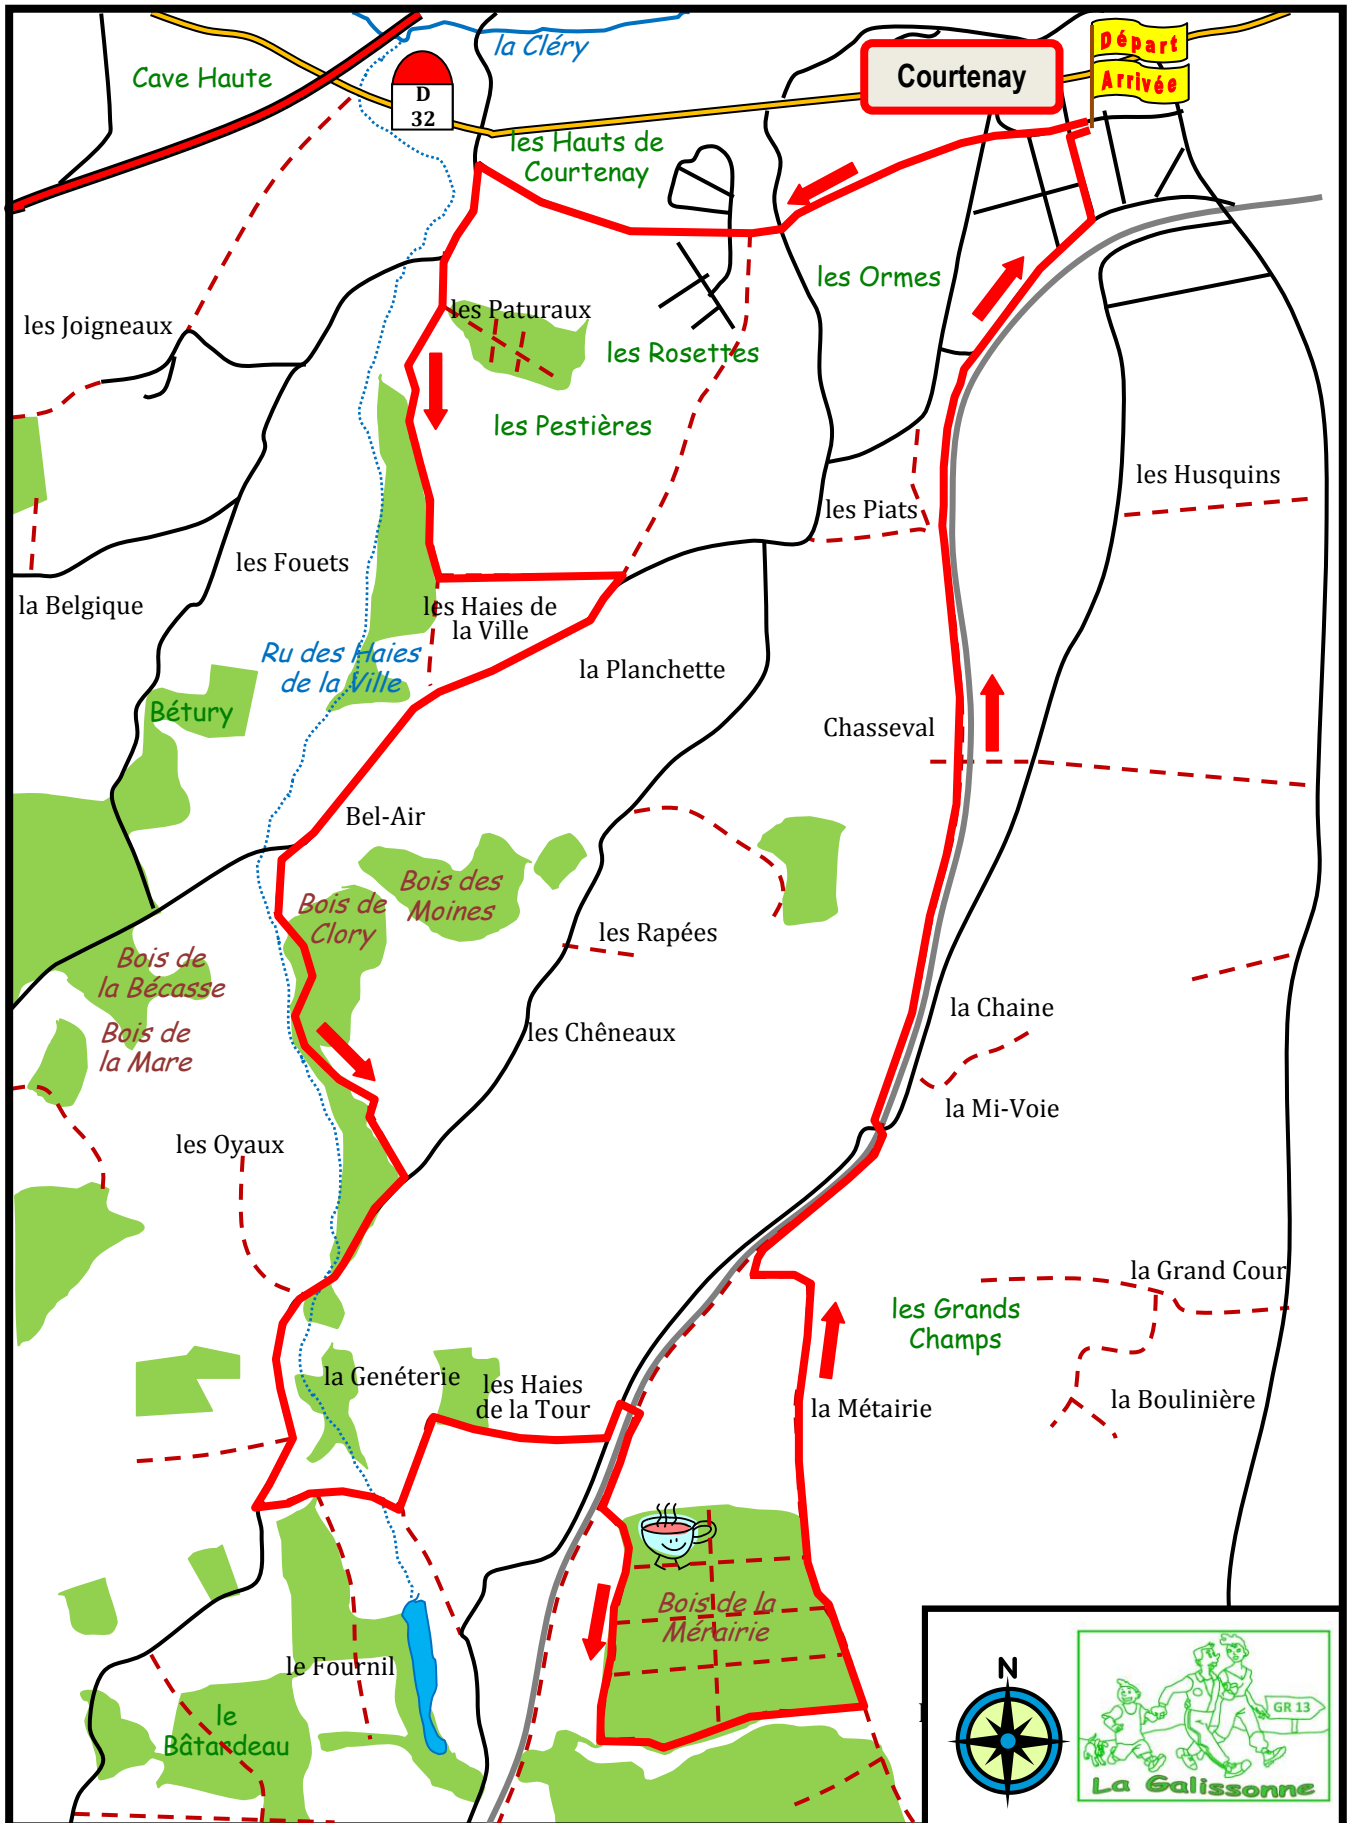 la Cléry
Départ
Arrivée
Cave Haute
Courtenay
D
32
les Hauts de
Courtenay
les Ormes
les Paturaux
les Joigneaux
les Rosettes
les Pestières
les Husquins
les Piats
les Fouets
la Belgique
les Haies de
la Ville
Ru des Haies
de la Ville
la Planchette
Bétury
Chasseval
Bel-Air
Bois des
Moines
Bois de
Clory
les Rapées
Bois de
la Bécasse
la Chaine
Bois de
la Mare
les Chêneaux
la Mi-Voie
les Oyaux
la Grand Cour
les Grands
Champs
la Genéterie
les Haies
de la Tour
la Métairie
la Boulinière
Bois de la
Mérairie
le Fournil
le
Bâtardeau
N
GR 13
La Galissonne